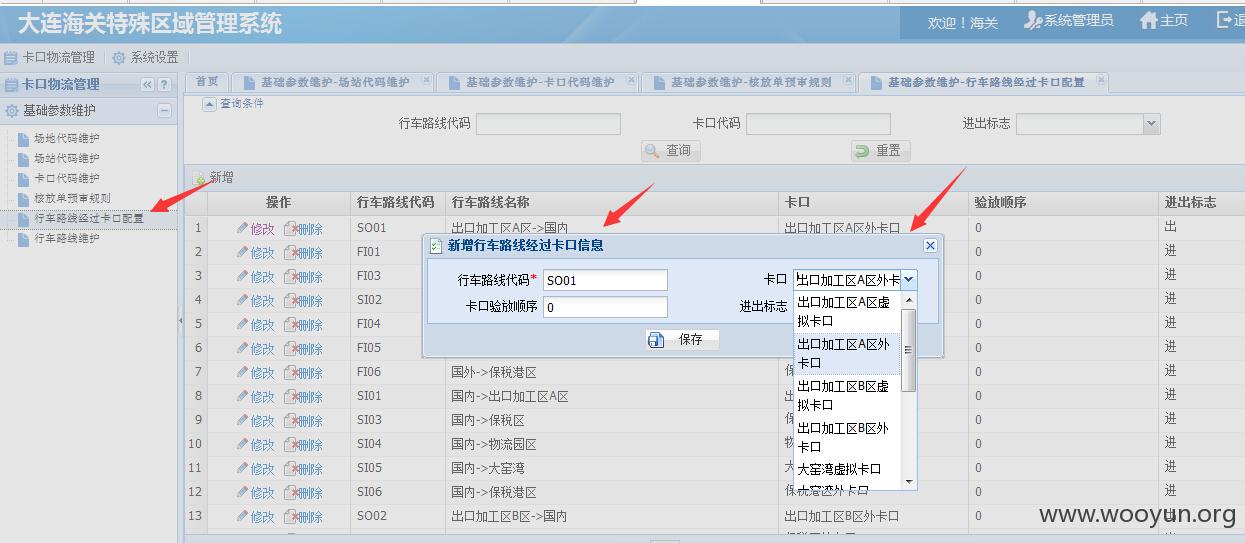 大连海关特殊区域管理系统
欢迎！海关 系统管理员 主页 退
卡口物流管理 系统设置
卡口物流管理 « ?
首页 基础参数维护-场站代码维护 基础参数维护-卡口代码维护 基础参数维护-核放单预审规则 基础参数维护-行车路线经过卡口配置
基础参数维护
场地代码维护
场站代码维护
卡口代码维护
核放单预审规则
行车路线经过卡口配置
行车路线维护
查询条件
行车路线代码 卡口代码 进出标志
查询 重置
新增
操作 行车路线代码 行车路线名称 卡口 验放顺序 进出标志
1 修改 删除 SO01 出口加工区A区->国内 出口加工区A区外卡口 0 出
2 修改 删除 FI01 0 进
3 修改 删除 FI03 0 进
4 修改 删除 SI02 0 进
5 修改 删除 FI04 0 进
6 修改 删除 FI05 0 进
7 修改 删除 FI06 国外->保税港区 0 进
8 修改 删除 SI01 国内->出口加工区A区 0 进
9 修改 删除 SI03 国内->保税区 0 进
10 修改 删除 SI04 国内->物流园区 0 进
11 修改 删除 SI05 国内->大窑湾 0 进
12 修改 删除 SI06 国内->保税港区 保税港区外卡口 0 进
13 修改 删除 SO02 出口加工区B区->国内 出口加工区B区外卡口 0 出
新增行车路线经过卡口信息
行车路线代码* SO01 卡口 出口加工区A区外卡
卡口验放顺序 0 进出标志
保存
出口加工区A区虚
拟卡口
出口加工区A区外
卡口
出口加工区B区虚
拟卡口
出口加工区B区外
卡口
大窑湾虚拟卡口
大窑湾外卡口
www.wooyun.org